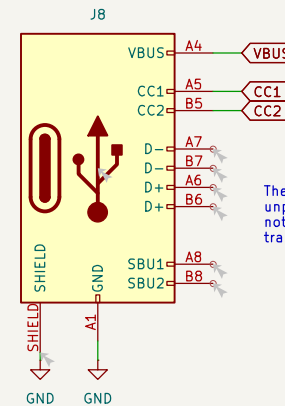 J8
VBUS A4 VBUS
CC1 A5 CC1
CC2 B5 CC2
D- A7
D- B7
D+ A6
D+ B6
The
unp
not
tra
SBU1 A8
SBU2 B8
SHIELD
GND
SHIELD
A1
GND
GND